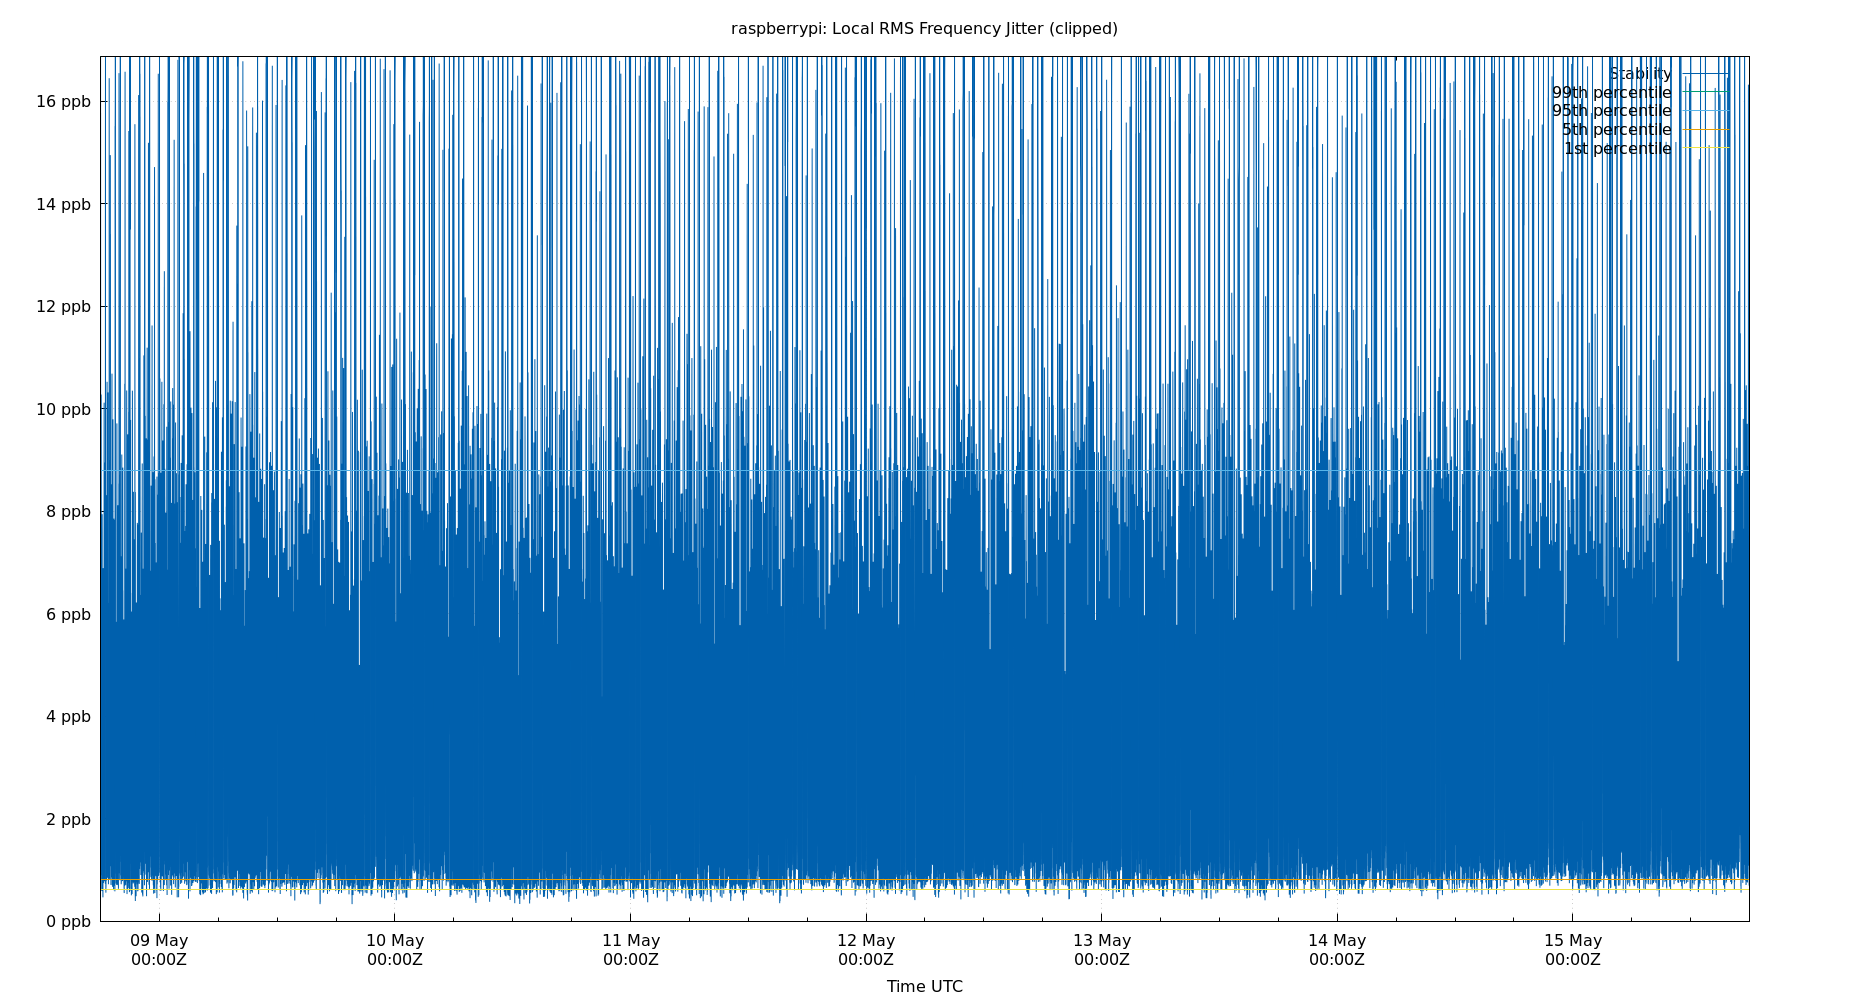 raspberrypi: Local RMS Frequency Jitter (clipped)
Stability
99th percentile
95th percentile
5th percentile
1st percentile
16 ppb
14 ppb
12 ppb
10 ppb
8 ppb
6 ppb
4 ppb
2 ppb
0 ppb
09 May 10 May 11 May 12 May 13 May 14 May 15 May
00:00Z 00:00Z 00:00Z 00:00Z 00:00Z 00:00Z 00:00Z
Time UTC